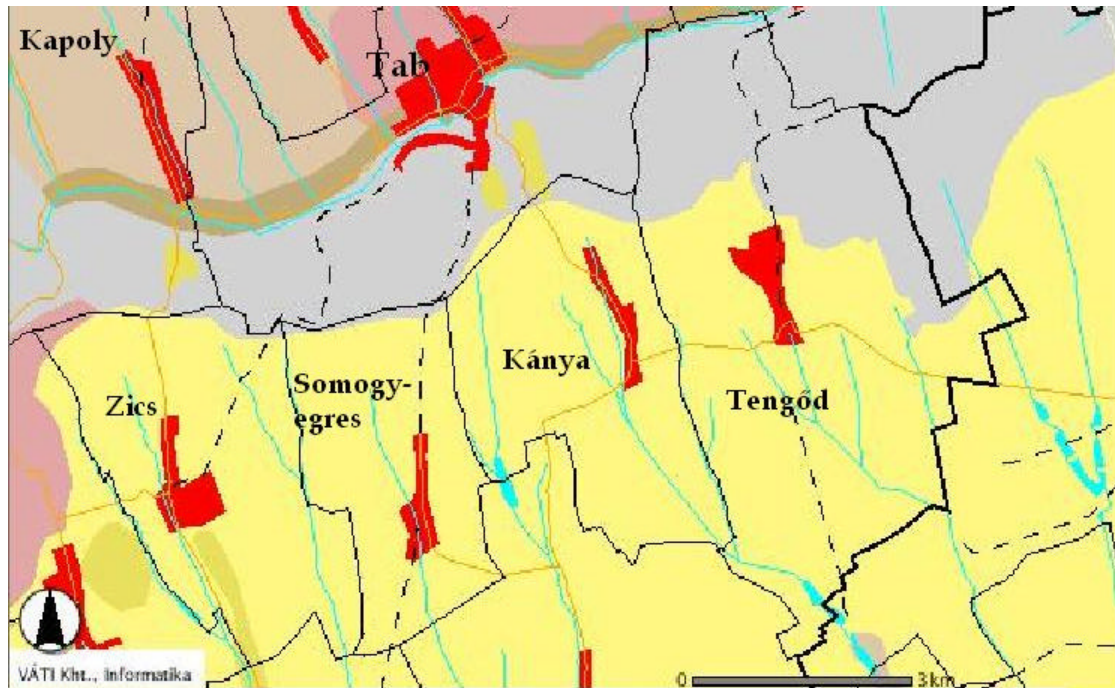 Kapoly
Tab
Zics
Somogy-
egres
Kánya
Tengőd
VÁTI Kht., Informatika
0 3km